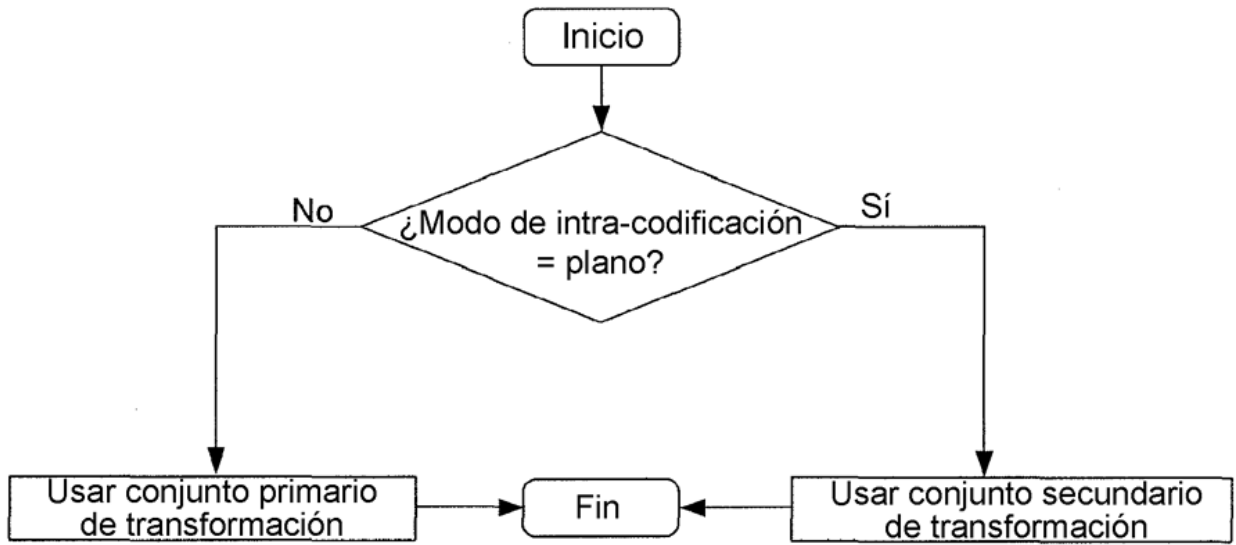 Inicio
No
¿Modo de intra-codificación
= plano?
Sí
Usar conjunto primario
de transformación
Fin
Usar conjunto secundario
de transformación